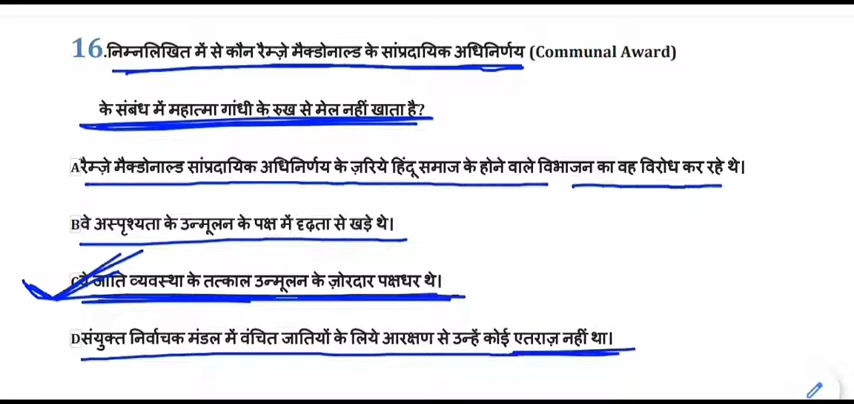 16.निम्नलिखित में से कौन रैम्ज़े मैक्डोनाल्ड के सांप्रदायिक अधिनिर्णय (Communal Award)
के संबंध में महात्मा गांधी के रुख से मेल नहीं खाता है?
Aरैम्ज़े मैक्डोनाल्ड सांप्रदायिक अधिनिर्णय के ज़रिये हिंदू समाज के होने वाले विभाजन का वह विरोध कर रहे थे।
Bवे अस्पृश्यता के उन्मूलन के पक्ष में दृढ़ता से खड़े थे।
Cवे जाति व्यवस्था के तत्काल उन्मूलन के ज़ोरदार पक्षधर थे।
Dसंयुक्त निर्वाचक मंडल में वंचित जातियों के लिये आरक्षण से उन्हें कोई एतराज़ नहीं था।